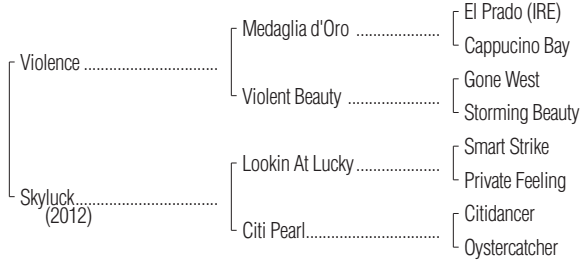 El Prado (IRE)
Medaglia d'Oro ....................
Cappucino Bay
Violence ................................
Gone West
Violent Beauty ......................
Storming Beauty
Smart Strike
Lookin At Lucky ....................
Private Feeling
Skyluck...................................
(2012)
Citidancer
Citi Pearl................................
Oystercatcher